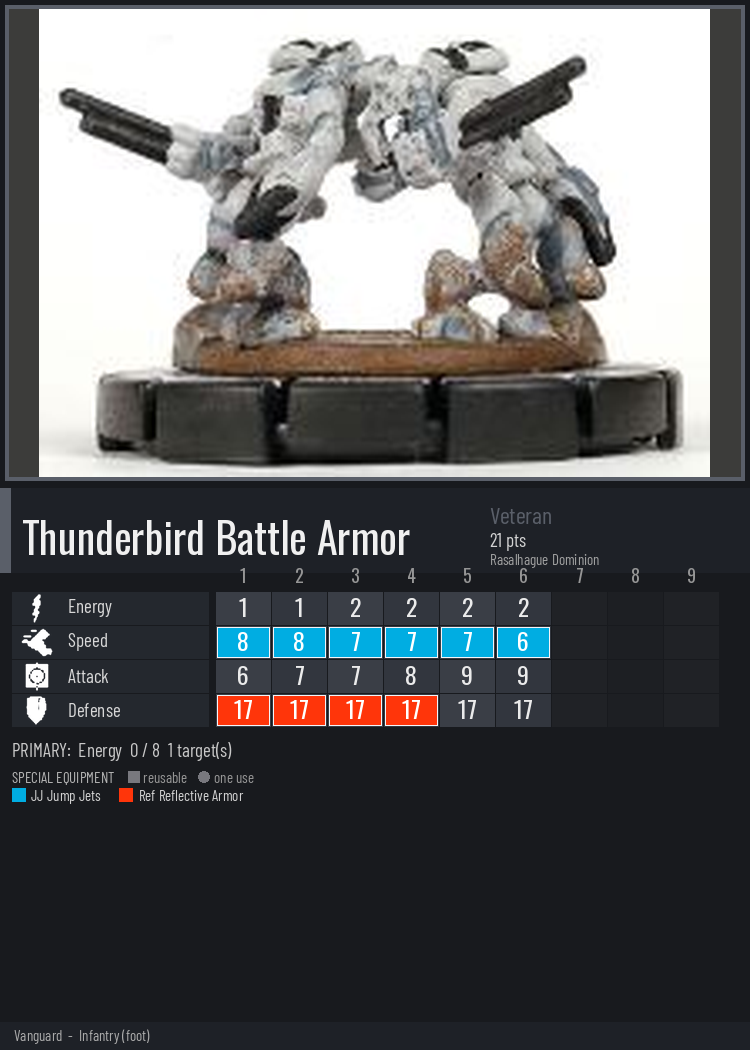 Thunderbird Battle Armor
Veteran
21 pts
Rasalhague Dominion
1 2 3 4 5 6 7 8 9
Energy 1 1 2 2 2 2
Speed 8 8 7 7 7 6
Attack 6 7 7 8 9 9
Defense 17 17 17 17 17 17
PRIMARY: Energy 0 / 8 1 target(s)
SPECIAL EQUIPMENT reusable one use
JJ Jump Jets Ref Reflective Armor
Vanguard - Infantry (foot)